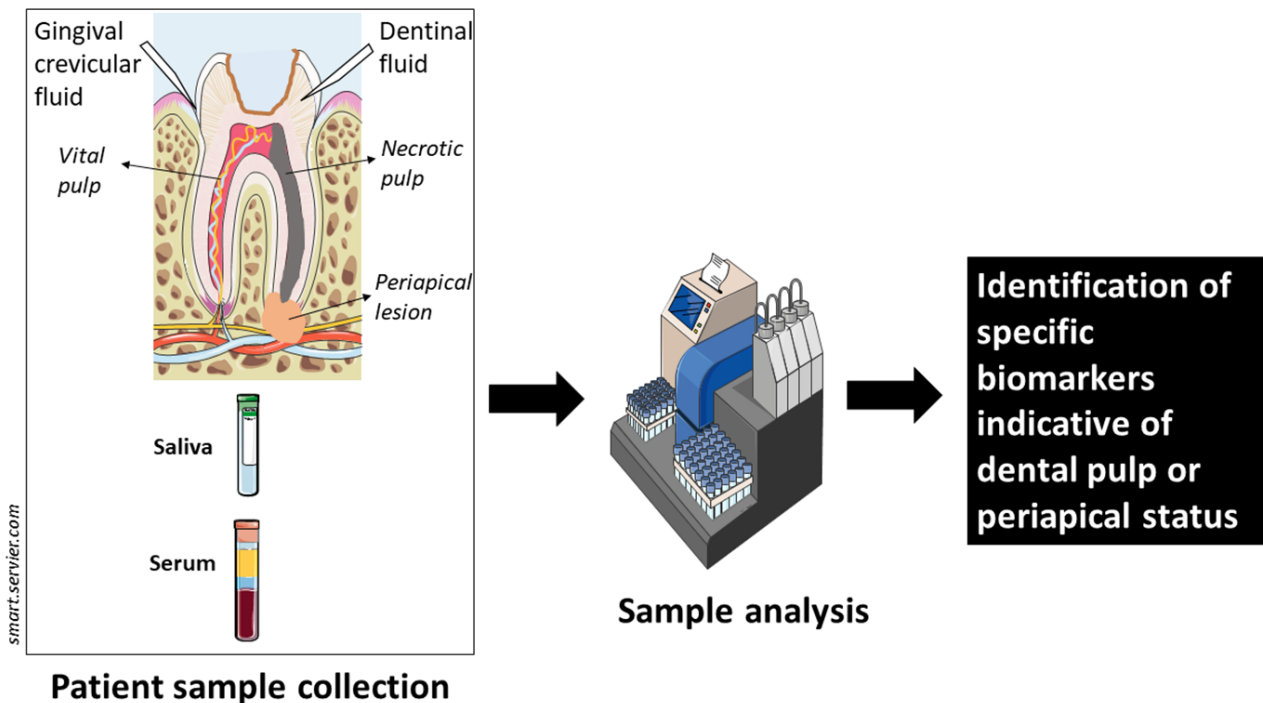 Gingival
crevicular
fluid
Dentinal
fluid
Vital
pulp
Necrotic
pulp
Periapical
lesion
Saliva
Serum
smart.servier.com
Patient sample collection
Sample analysis
Identification of
specific
biomarkers
indicative of
dental pulp or
periapical status